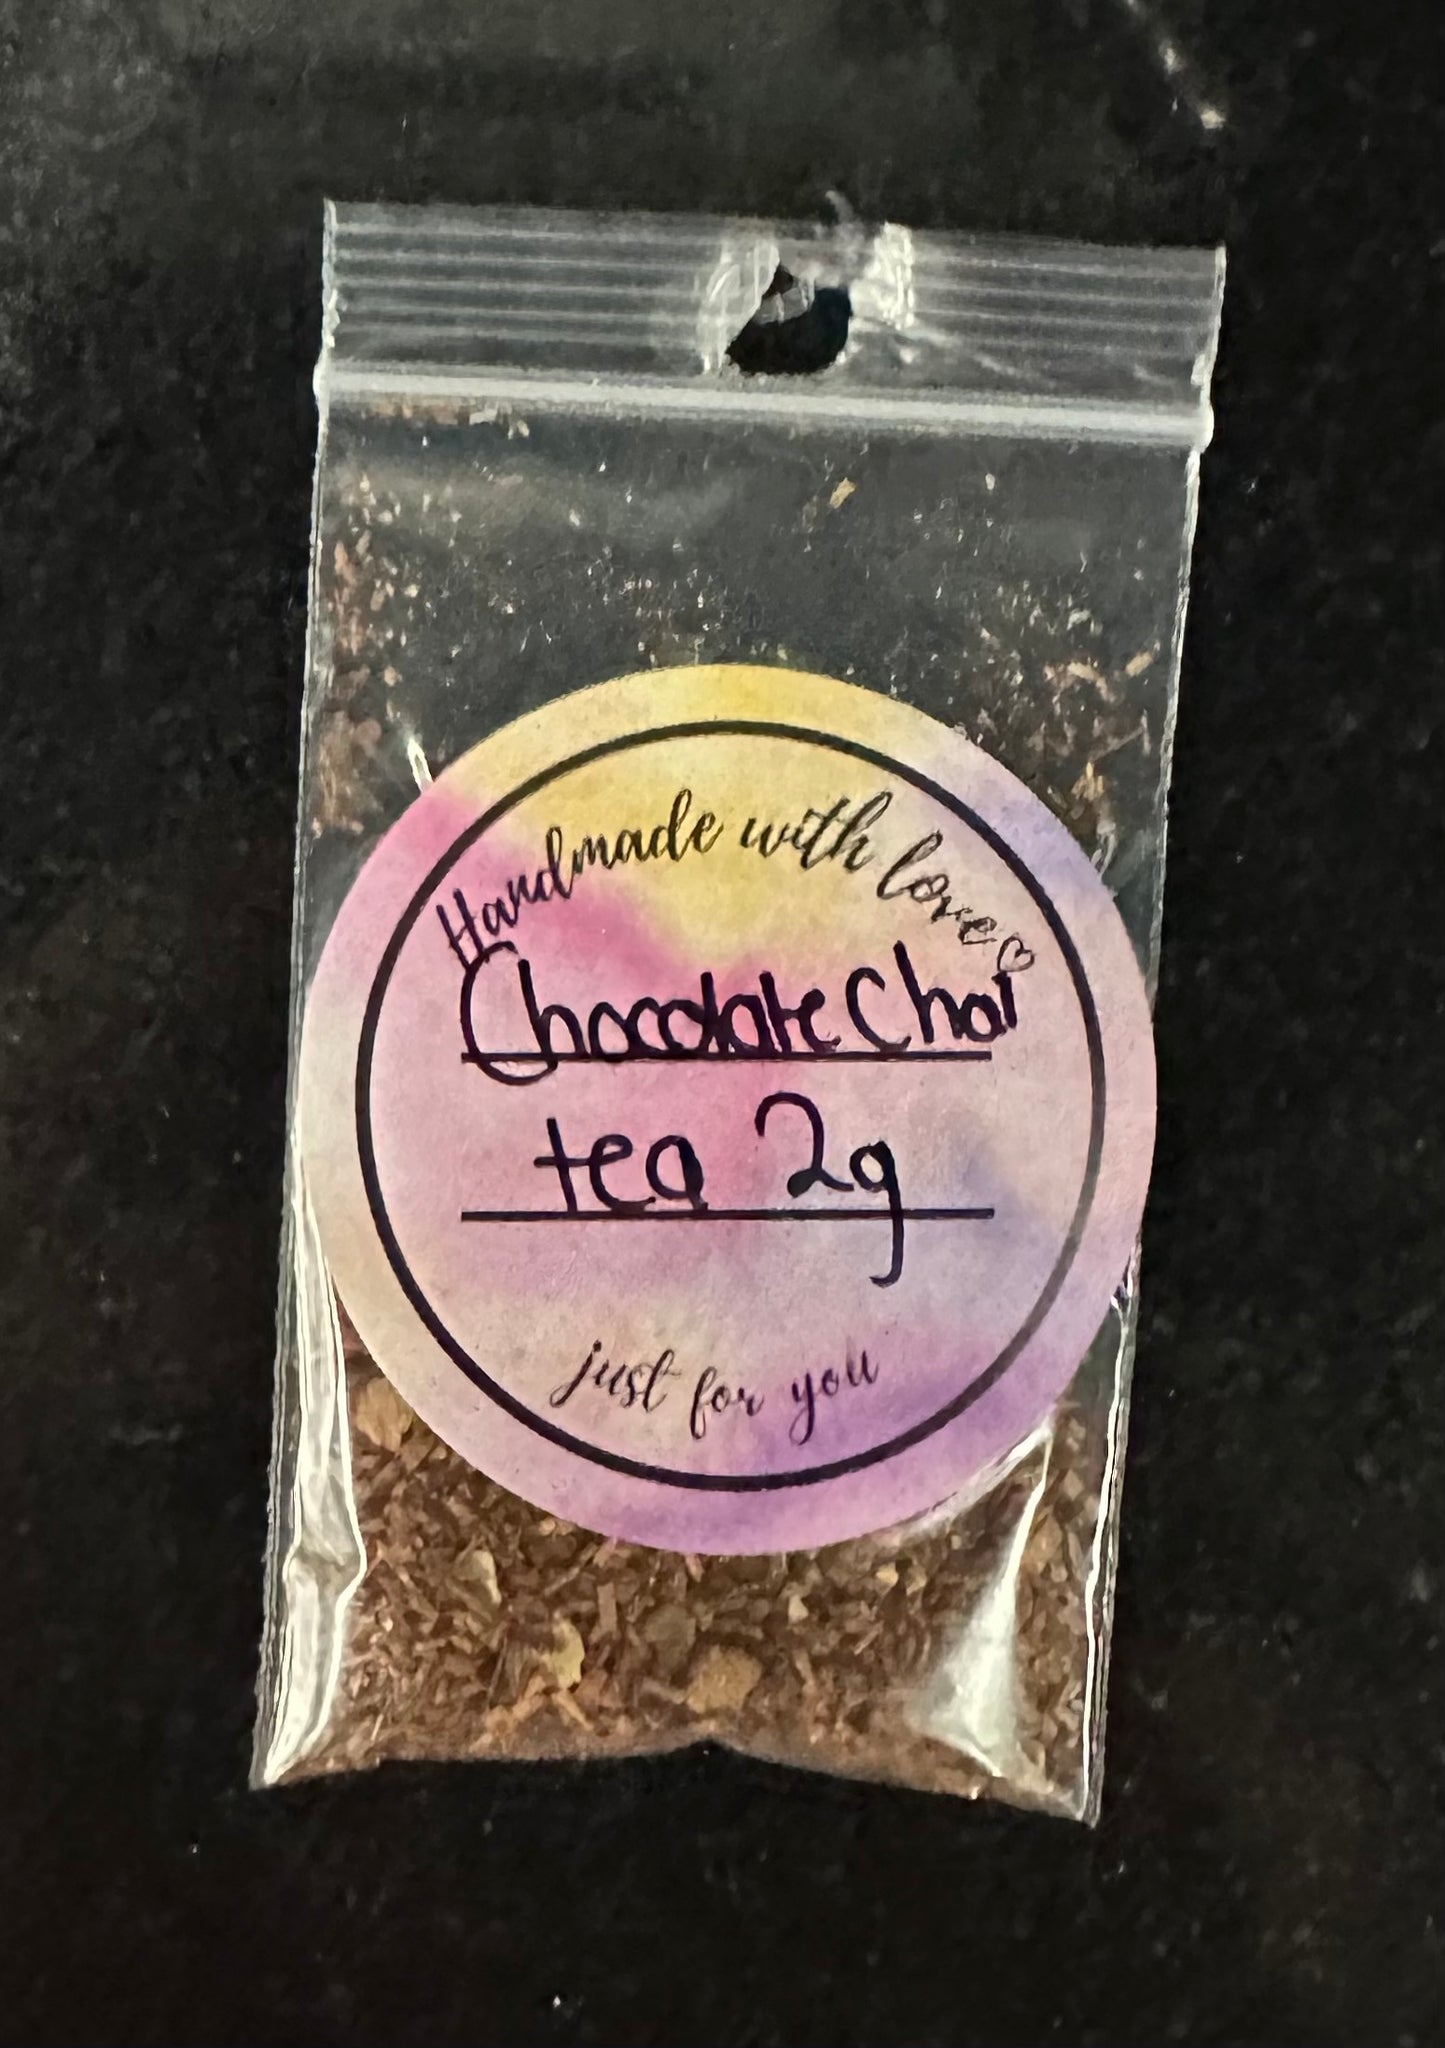 Handmade with love♡
Chocolate Chai
tea 2g
just for you